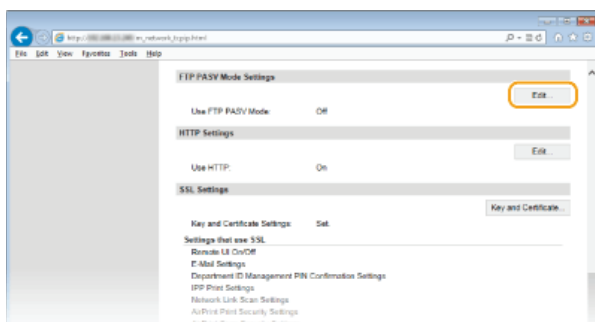 http://
m_network_tcpip.html
File Edit View Favorites Tools Help
FTP PASV Mode Settings
Edit...
Use FTP PASV Mode: Off
HTTP Settings
Edit...
Use HTTP: On
SSL Settings
Key and Certificate...
Key and Certificate Settings: Set
Settings that use SSL
Remote UI On/Off
E-Mail Settings
Department ID Management PIN Confirmation Settings
IPP Print Settings
Network Link Scan Settings
AirPrint Print Security Settings